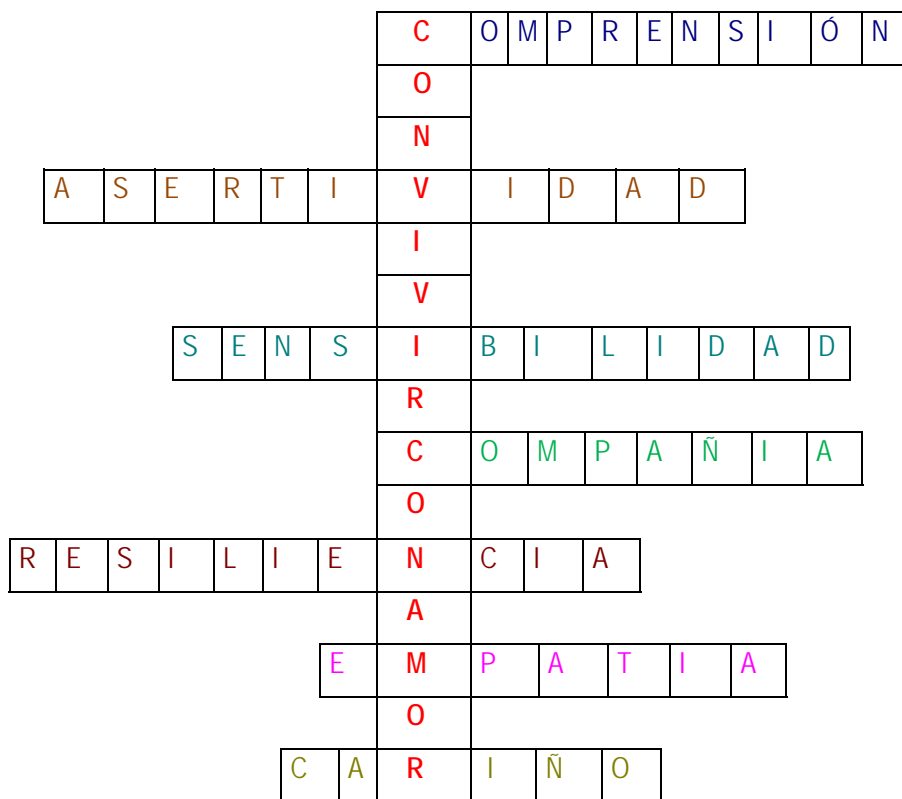 COMPRENSIÓN
O
N
ASERTIVIDAD
I
V
SENSIBILIDAD
R
COMPAÑIA
O
RESILIENCIA
A
EMPATIA
O
CARIÑO